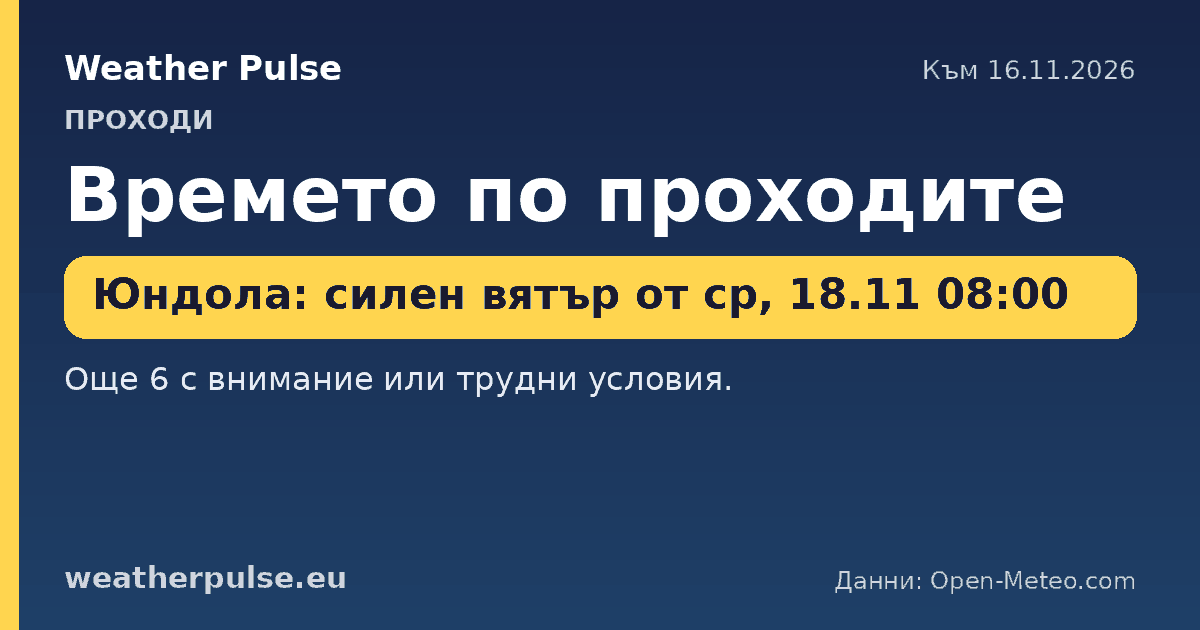 Weather Pulse
Към 16.11.2026
ПРОХОДИ
Времето по проходите
Юндола: силен вятър от ср, 18.11 08:00
Още 6 с внимание или трудни условия.
weatherpulse.eu
Данни: Open-Meteo.com